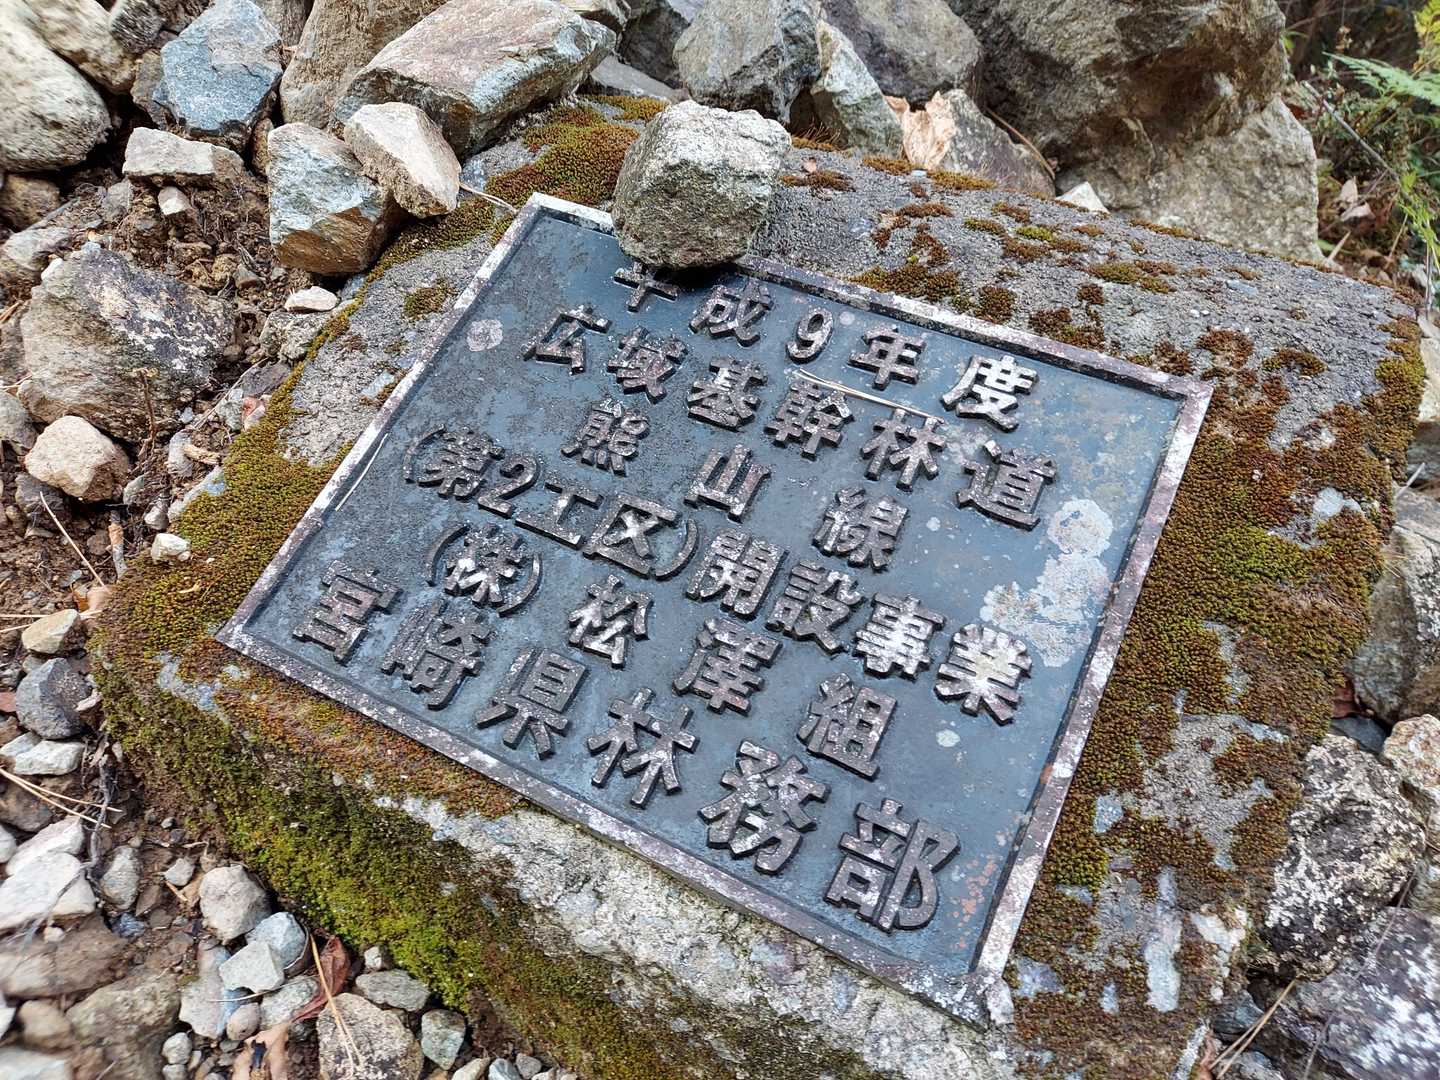 平成9年度
広域基幹林道
熊山線
(第2工区)開設事業
(株)松澤組
宮崎県林務部